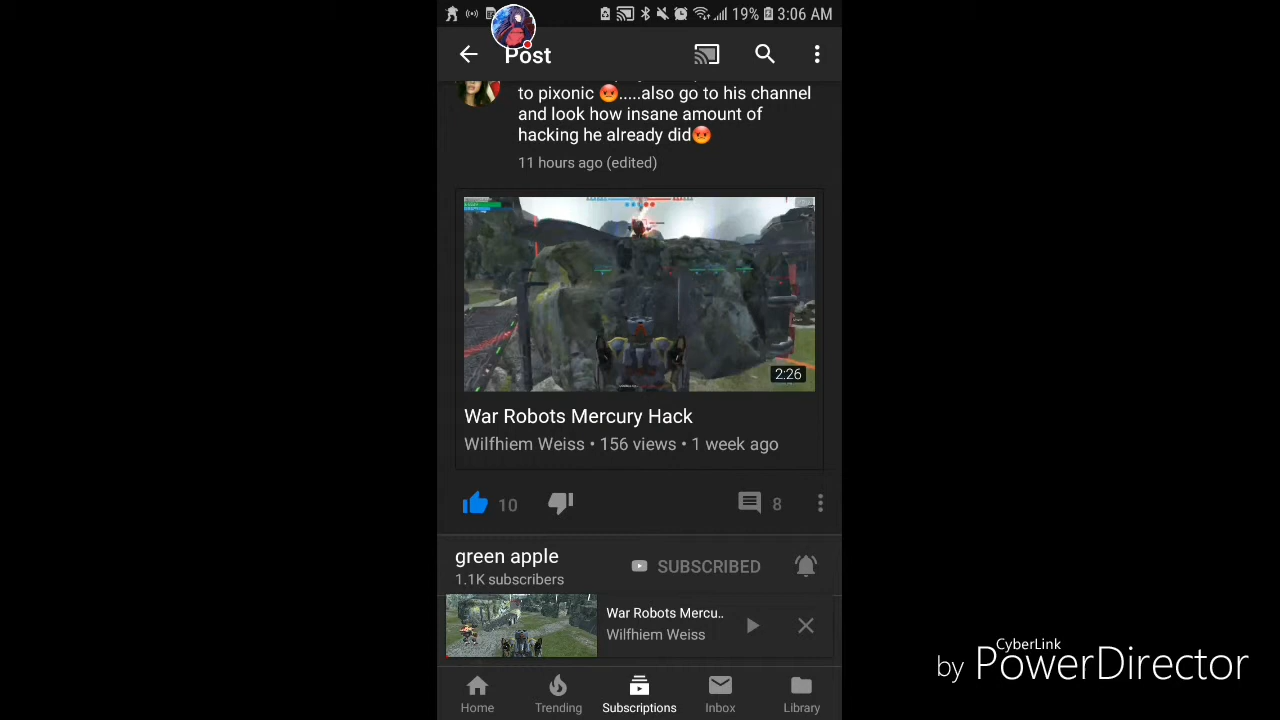 19% 3:06 AM
Post
to pixonic 😡.....also go to his channel
and look how insane amount of
hacking he already did😡
11 hours ago (edited)
2:26
War Robots Mercury Hack
Wilfhiem Weiss • 156 views • 1 week ago
10
8
green apple
SUBSCRIBED
1.1K subscribers
War Robots Mercu..
Wilfhiem Weiss
Home
Trending
Subscriptions
Inbox
Library
CyberLink
by PowerDirector